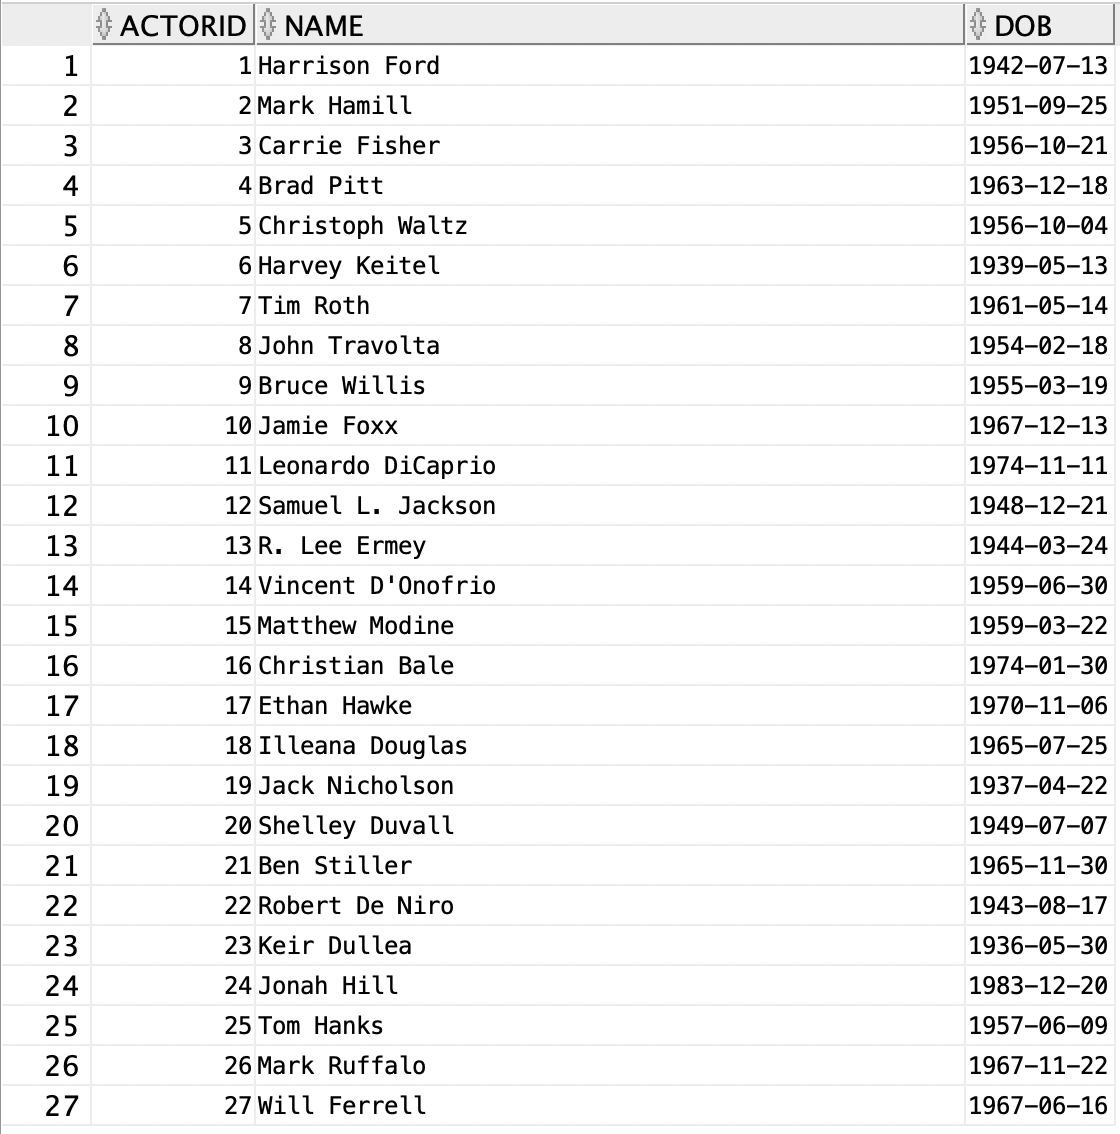 ACTORID NAME DOB
1 1 Harrison Ford 1942-07-13
2 2 Mark Hamill 1951-09-25
3 3 Carrie Fisher 1956-10-21
4 4 Brad Pitt 1963-12-18
5 5 Christoph Waltz 1956-10-04
6 6 Harvey Keitel 1939-05-13
7 7 Tim Roth 1961-05-14
8 8 John Travolta 1954-02-18
9 9 Bruce Willis 1955-03-19
10 10 Jamie Foxx 1967-12-13
11 11 Leonardo DiCaprio 1974-11-11
12 12 Samuel L. Jackson 1948-12-21
13 13 R. Lee Ermey 1944-03-24
14 14 Vincent D'Onofrio 1959-06-30
15 15 Matthew Modine 1959-03-22
16 16 Christian Bale 1974-01-30
17 17 Ethan Hawke 1970-11-06
18 18 Illeana Douglas 1965-07-25
19 19 Jack Nicholson 1937-04-22
20 20 Shelley Duvall 1949-07-07
21 21 Ben Stiller 1965-11-30
22 22 Robert De Niro 1943-08-17
23 23 Keir Dullea 1936-05-30
24 24 Jonah Hill 1983-12-20
25 25 Tom Hanks 1957-06-09
26 26 Mark Ruffalo 1967-11-22
27 27 Will Ferrell 1967-06-16